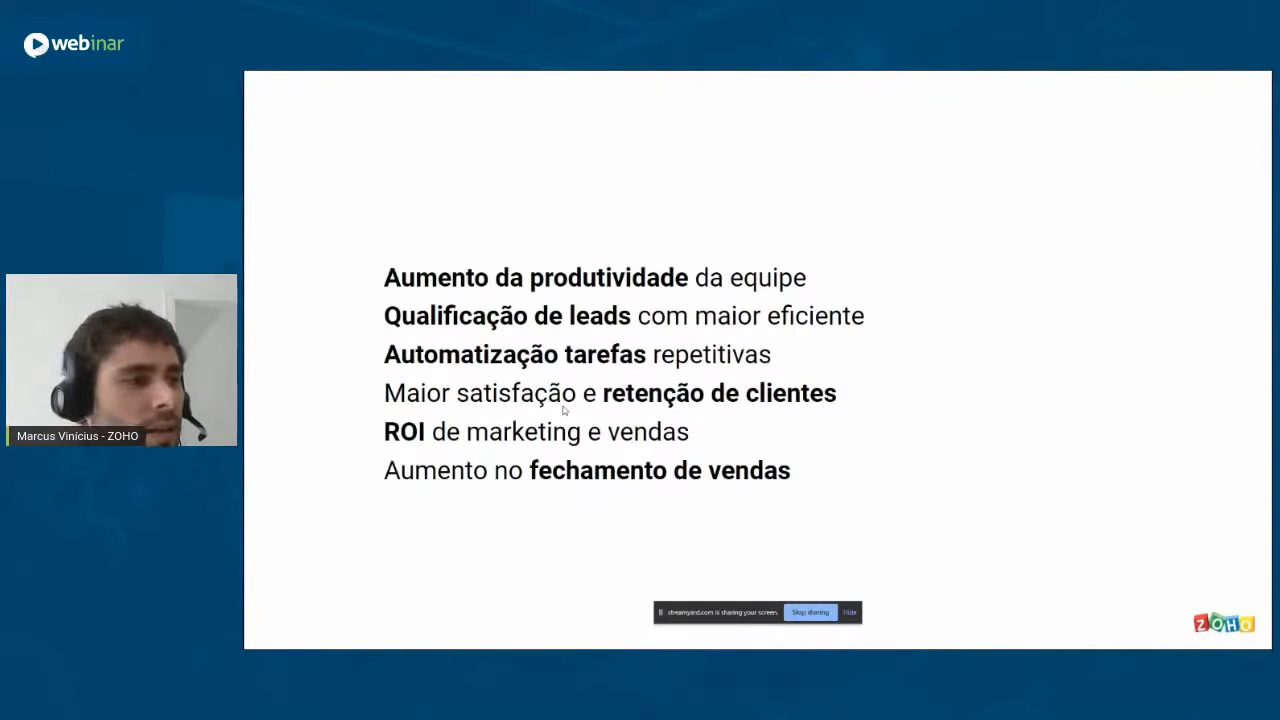 webinar
Aumento da produtividade da equipe
Qualificação de leads com maior eficiente
Automatização tarefas repetitivas
Maior satisfação e retenção de clientes
ROI de marketing e vendas
Aumento no fechamento de vendas
Marcus Vinícius - ZOHO
streamyard.com is sharing your screen. Stop sharing Hide
ZOHO